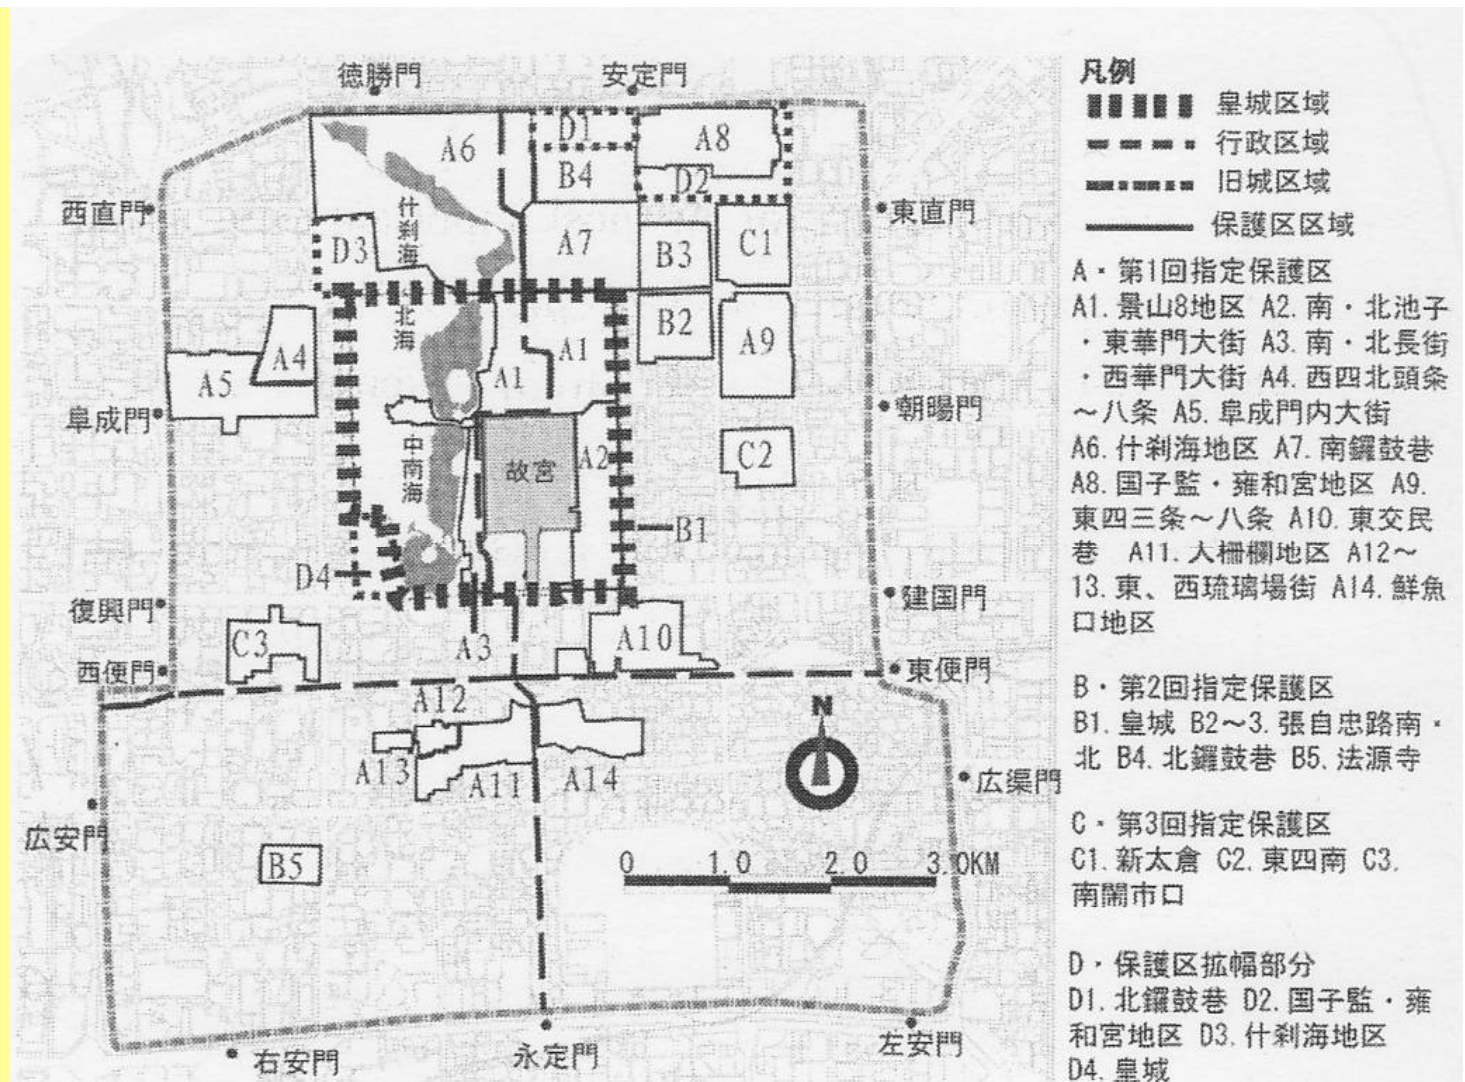 徳勝門
安定門
西直門
東直門
阜成門
朝陽門
復興門
建国門
西便門
東便門
広安門
広渠門
右安門
永定門
左安門
什刹海
北海
中南海
故宮
D1
A6
A8
B4
D2
D3
A7
B3
C1
B2
A9
A4
A5
A1
A1
A2
C2
B1
D4
C3
A3
A10
A12
A13
A11
A14
B5
N
0 1.0 2.0 3.0KM
凡例
皇城区域
行政区域
旧城区域
保護区区域
A・第1回指定保護区
A1.景山8地区 A2.南・北池子
・東華門大街 A3.南・北長街
・西華門大街 A4.西四北頭条
～八条 A5.阜成門内大街
A6.什刹海地区 A7.南鑼鼓巷
A8.国子監・雍和宮地区 A9.
東四三条～八条 A10.東交民
巷 A11.大柵欄地区 A12～
13.東、西琉璃場街 A14.鮮魚
口地区
B・第2回指定保護区
B1.皇城 B2～3.張自忠路南・
北 B4.北鑼鼓巷 B5.法源寺
C・第3回指定保護区
C1.新太倉 C2.東四南 C3.
南鬧市口
D・保護区拡幅部分
D1.北鑼鼓巷 D2.国子監・雍
和宮地区 D3.什刹海地区
D4.皇城